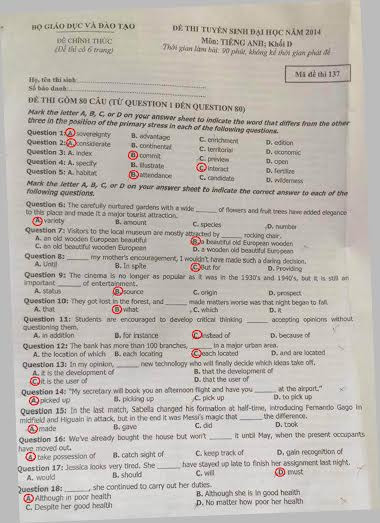 BỘ GIÁO DỤC VÀ ĐÀO TẠO
ĐỀ THI TUYỂN SINH ĐẠI HỌC NĂM 2014
ĐỀ CHÍNH THỨC
Môn: TIẾNG ANH; Khối D
(Đề thi có 6 trang)
Thời gian làm bài: 90 phút, không kể thời gian phát đề
Mã đề thi 137
Họ, tên thí sinh:
Số báo danh:
ĐỀ THI GỒM 80 CÂU (TỪ QUESTION 1 ĐẾN QUESTION 80)
Mark the letter A, B, C, or D on your answer sheet to indicate the word that differs from the other
three in the position of the primary stress in each of the following questions.
Question 1: A. sovereignty B. advantage C. enrichment D. edition
Question 2: A. considerate B. continental C. territorial D. economic
Question 3: A. index B. commit C. preview D. open
Question 4: A. specify B. illustrate C. interact D. fertilize
Question 5: A. habitat B. attendance C. candidate D. wilderness
Mark the letter A, B, C, or D on your answer sheet to indicate the correct answer to each of the
following questions.
Question 6: The carefully nurtured gardens with a wide ______ of flowers and fruit trees have added elegance
to this place and made it a major tourist attraction.
A. variety B. amount C. species D. number
Question 7: Visitors to the local museum are mostly attracted by ______ rocking chair.
A. an old wooden European beautiful B. a beautiful old European wooden
C. an old beautiful wooden European D. a wooden old beautiful European
Question 8: ______ my mother's encouragement, I wouldn't have made such a daring decision.
A. Until B. In spite C. But for D. Providing
Question 9: The cinema is no longer as popular as it was in the 1930's and 1940's, but it is still an
important ______ of entertainment.
A. status B. source C. origin D. prospect
Question 10: They got lost in the forest, and ______ made matters worse was that night began to fall.
A. that B. what C. which D. it
Question 11: Students are encouraged to develop critical thinking ______ accepting opinions without
questioning them.
A. in addition B. for instance C. instead of D. because of
Question 12: The bank has more than 100 branches, ______ in a major urban area.
A. the location of which B. each locating C. each located D. and are located
Question 13: In my opinion, ______ new technology who will finally decide which ideas take off.
A. it is the development of B. that the development of
C. it is the user of D. that the user of
Question 14: "My secretary will book you an afternoon flight and have you ______ at the airport."
A. picked up B. picking up C. pick up D. to pick up
Question 15: In the last match, Sabella changed his formation at half-time, introducing Fernando Gago in
midfield and Higuain in attack, but in the end it was Messi's magic that ______ the difference.
A. made B. gave C. did D. took
Question 16: We've already bought the house but won't ______ it until May, when the present occupants
have moved out.
A. take possession of B. catch sight of C. keep track of D. gain recognition of
Question 17: Jessica looks very tired. She ______ have stayed up late to finish her assignment last night.
A. would B. should C. will D. must
Question 18: ______, she continued to carry out her duties.
A. Although in poor health B. Although she is in good health
C. Despite her good health D. No matter how poor her health